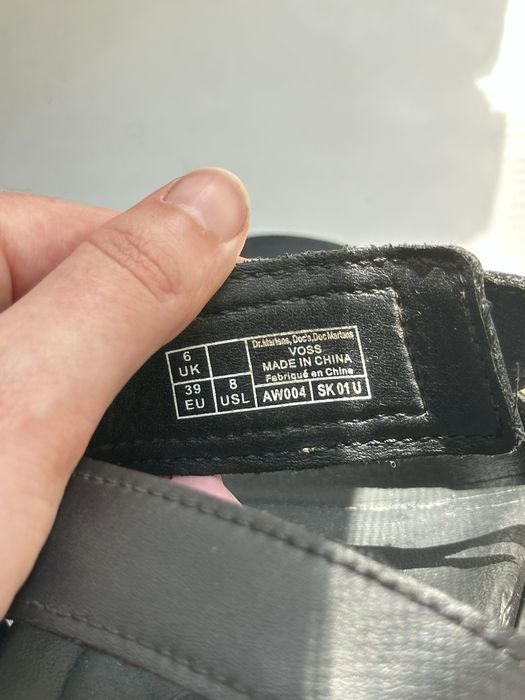 6
UK
39
EU
8
USL
Dr.Martens, Doc's, Doc Martens
VOSS
MADE IN CHINA
Fabriqué en Chine
AW004
SK01U